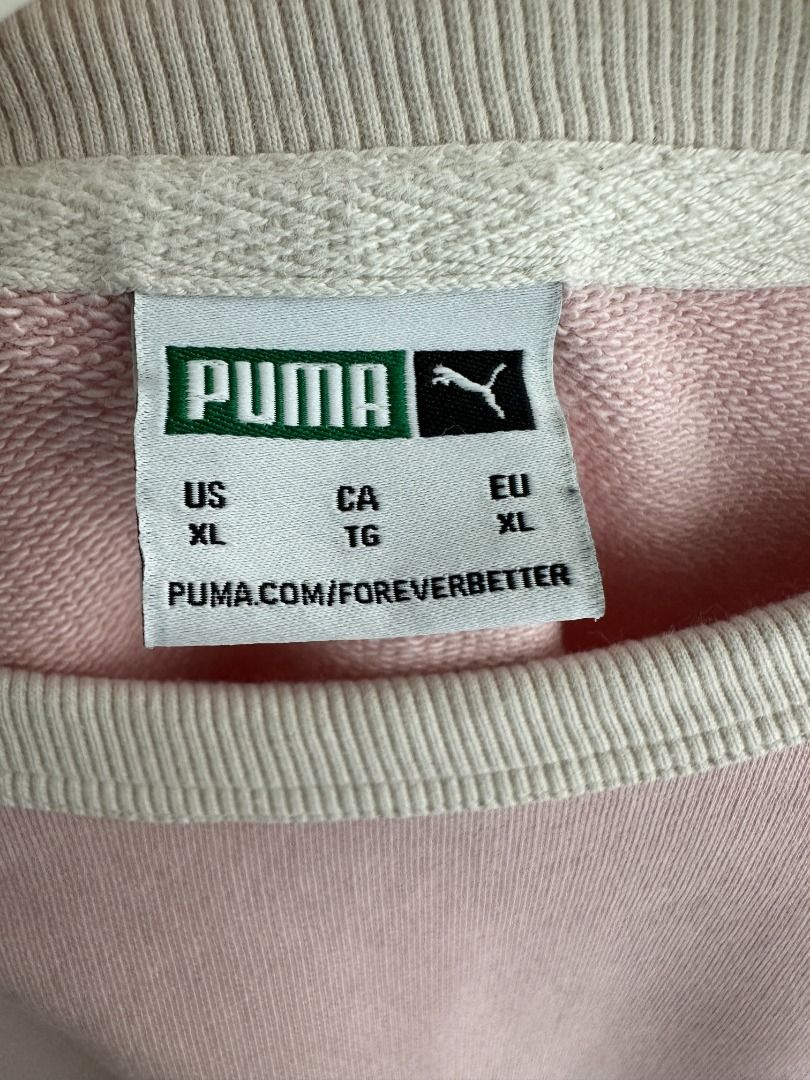 PUMA
US CA EU
XL TG XL
PUMA.COM/FOREVERBETTER